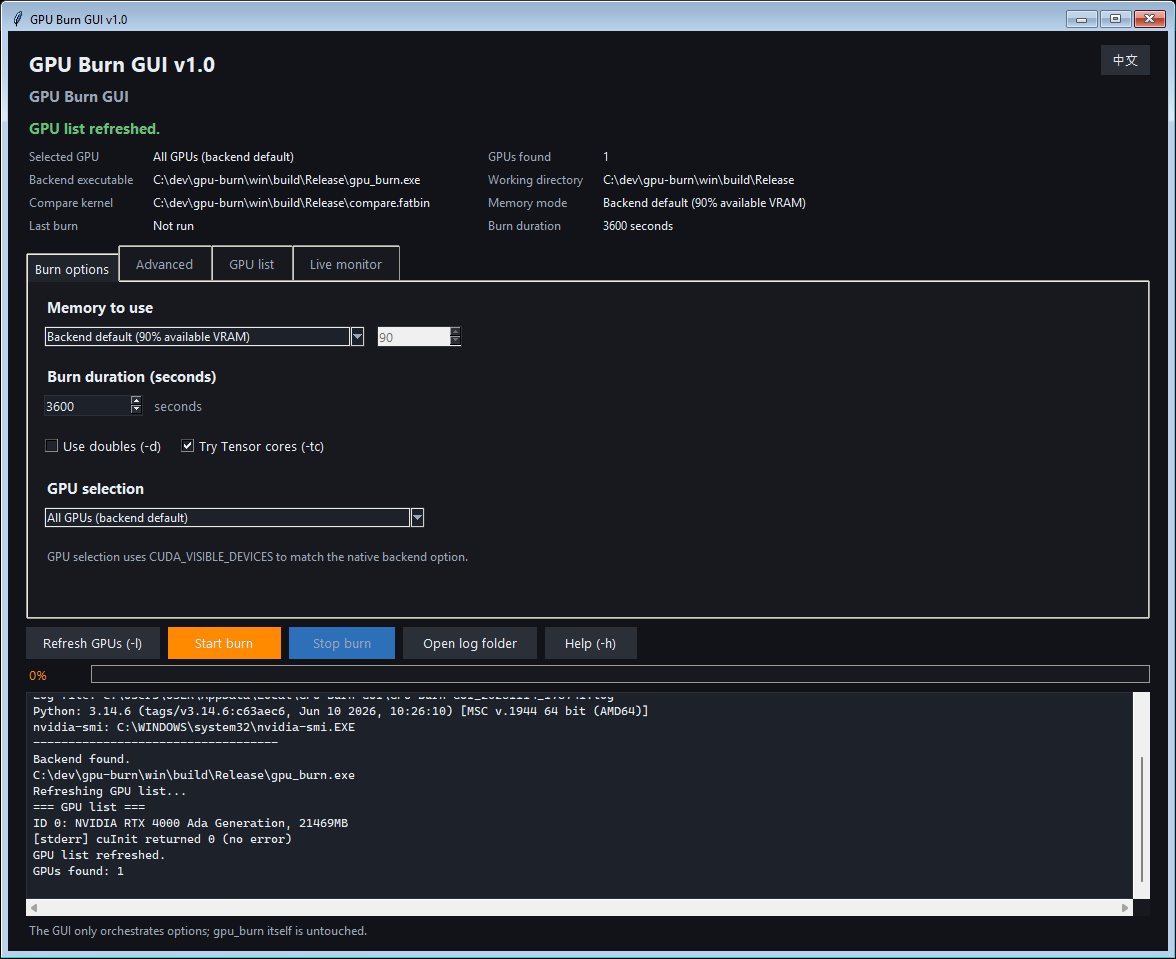 GPU Burn GUI v1.0
GPU Burn GUI v1.0
中文
GPU Burn GUI
GPU list refreshed.
Selected GPU All GPUs (backend default) GPUs found 1
Backend executable C:\dev\gpu-burn\win\build\Release\gpu_burn.exe Working directory C:\dev\gpu-burn\win\build\Release
Compare kernel C:\dev\gpu-burn\win\build\Release\compare.fatbin Memory mode Backend default (90% available VRAM)
Last burn Not run Burn duration 3600 seconds
Burn options Advanced GPU list Live monitor
Memory to use
Backend default (90% available VRAM) 90
Burn duration (seconds)
3600 seconds
Use doubles (-d) Try Tensor cores (-tc)
GPU selection
All GPUs (backend default)
GPU selection uses CUDA_VISIBLE_DEVICES to match the native backend option.
Refresh GPUs (-l) Start burn Stop burn Open log folder Help (-h)
0%
Python: 3.14.6 (tags/v3.14.6:c63aec6, Jun 10 2026, 10:26:10) [MSC v.1944 64 bit (AMD64)]
nvidia-smi: C:\WINDOWS\system32\nvidia-smi.EXE
-----------------------------------
Backend found.
C:\dev\gpu-burn\win\build\Release\gpu_burn.exe
Refreshing GPU list...
=== GPU list ===
ID 0: NVIDIA RTX 4000 Ada Generation, 21469MB
[stderr] cuInit returned 0 (no error)
GPU list refreshed.
GPUs found: 1
The GUI only orchestrates options; gpu_burn itself is untouched.